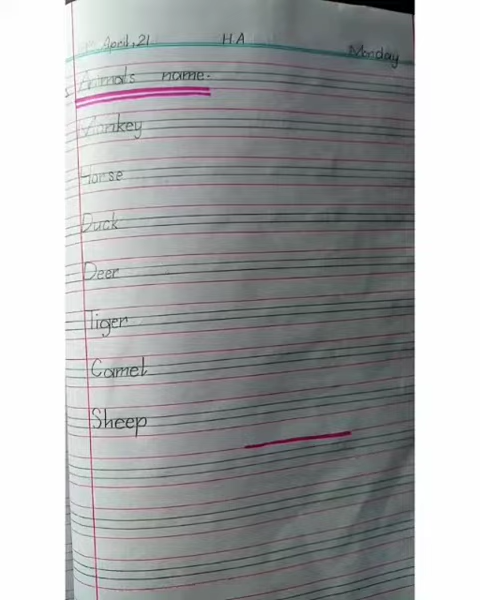 April, 21 H A Monday
Animals name.
Monkey
Horse
Duck
Deer
Tiger
Camel
Sheep